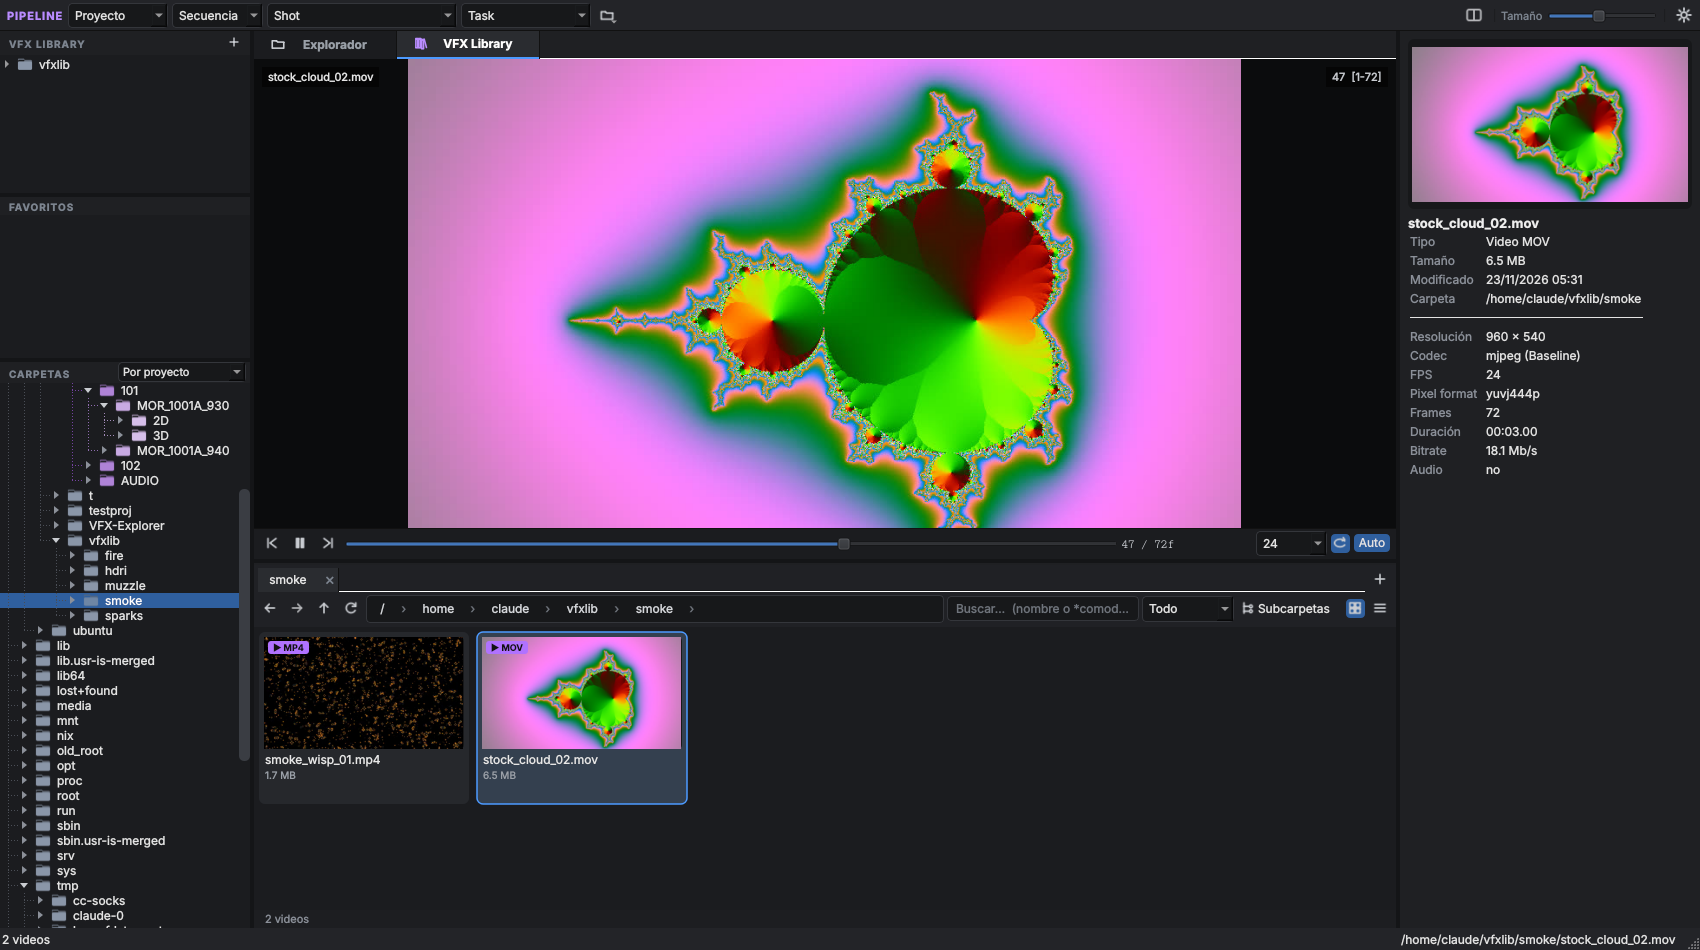 PIPELINE Proyecto Secuencia Shot Task Tamaño
VFX LIBRARY
vfxlib
FAVORITOS
CARPETAS Por proyecto
101
MOR_1001A_930
2D
3D
MOR_1001A_940
102
AUDIO
t
testproj
VFX-Explorer
vfxlib
fire
hdri
muzzle
smoke
sparks
ubuntu
lib
lib.usr-is-merged
lib64
lost+found
media
mnt
nix
old_root
opt
proc
root
run
sbin
sbin.usr-is-merged
srv
sys
tmp
cc-socks
claude-0
Explorador VFX Library
stock_cloud_02.mov 47 [1-72]
47 / 72f 24 Auto
smoke
/ home claude vfxlib smoke Buscar... (nombre o *comod... Todo Subcarpetas
MP4
smoke_wisp_01.mp4
1.7 MB
MOV
stock_cloud_02.mov
6.5 MB
2 videos
stock_cloud_02.mov
Tipo Video MOV
Tamaño 6.5 MB
Modificado 23/11/2026 05:31
Carpeta /home/claude/vfxlib/smoke
Resolución 960 × 540
Codec mjpeg (Baseline)
FPS 24
Pixel format yuvj444p
Frames 72
Duración 00:03.00
Bitrate 18.1 Mb/s
Audio no
2 videos /home/claude/vfxlib/smoke/stock_cloud_02.mov